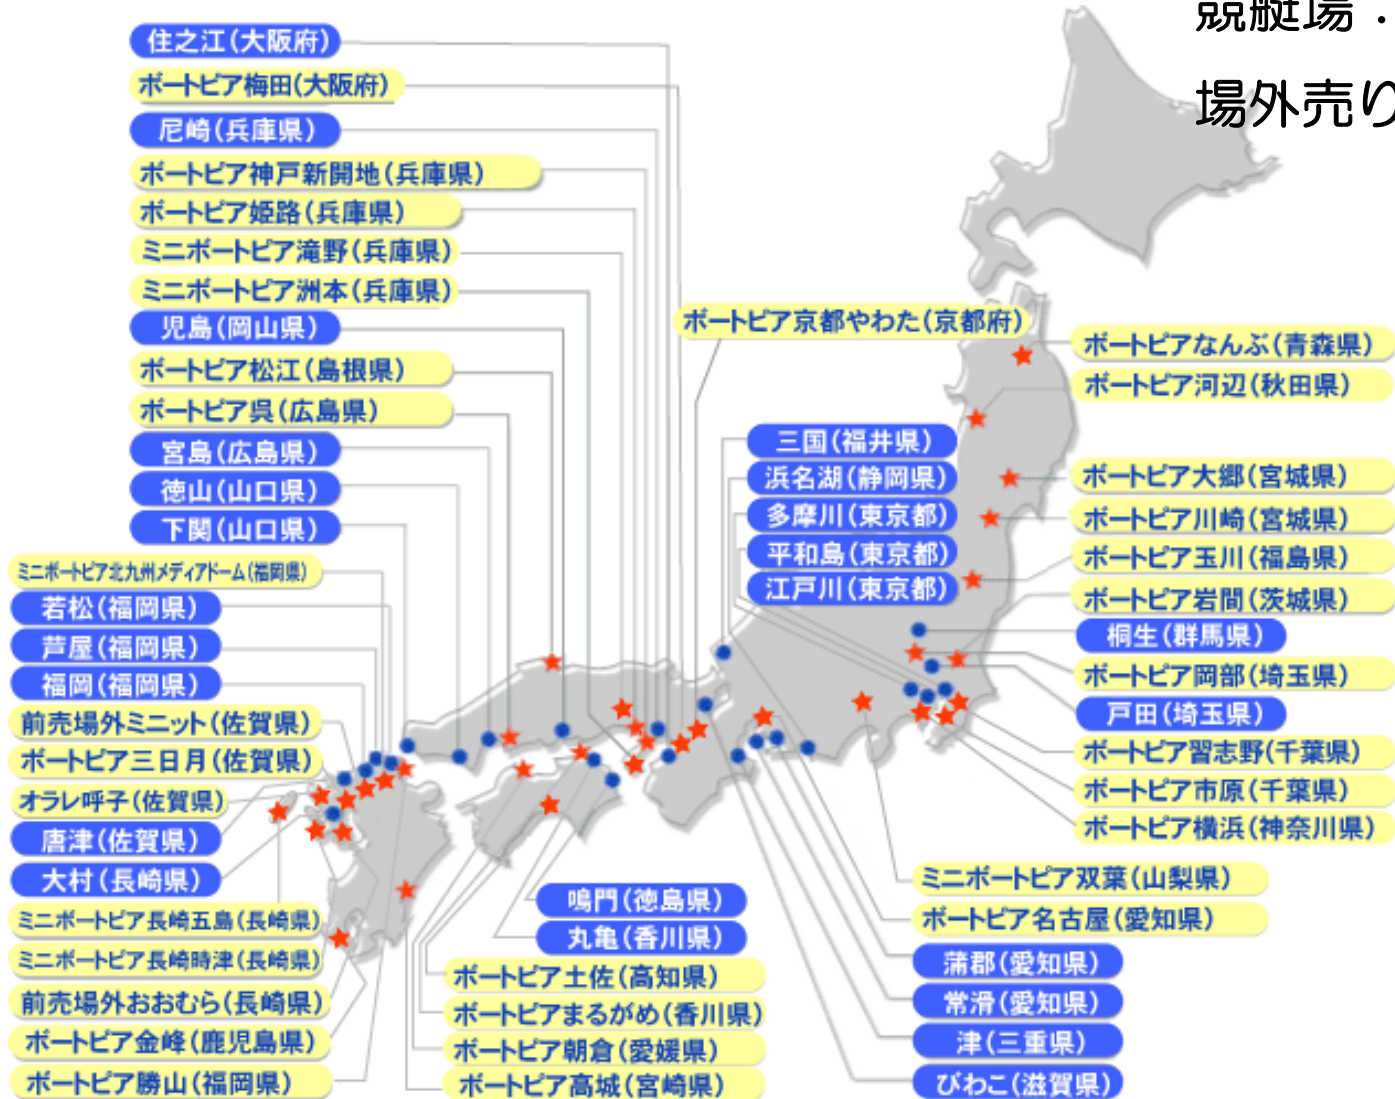 競艇場：
場外売り
住之江(大阪府)
ボートピア梅田(大阪府)
尼崎(兵庫県)
ボートピア神戸新開地(兵庫県)
ボートピア姫路(兵庫県)
ミニボートピア滝野(兵庫県)
ミニボートピア洲本(兵庫県)
児島(岡山県)
ボートピア松江(島根県)
ボートピア呉(広島県)
宮島(広島県)
徳山(山口県)
下関(山口県)
ミニボートピア北九州メディアドーム(福岡県)
若松(福岡県)
芦屋(福岡県)
福岡(福岡県)
前売場外ミニット(佐賀県)
ボートピア三日月(佐賀県)
オラレ呼子(佐賀県)
唐津(佐賀県)
大村(長崎県)
ミニボートピア長崎五島(長崎県)
ミニボートピア長崎時津(長崎県)
前売場外おおむら(長崎県)
ボートピア金峰(鹿児島県)
ボートピア勝山(福岡県)
ボートピア京都やわた(京都府)
三国(福井県)
浜名湖(静岡県)
多摩川(東京都)
平和島(東京都)
江戸川(東京都)
ボートピアなんぶ(青森県)
ボートピア河辺(秋田県)
ボートピア大郷(宮城県)
ボートピア川崎(宮城県)
ボートピア玉川(福島県)
ボートピア岩間(茨城県)
桐生(群馬県)
ボートピア岡部(埼玉県)
戸田(埼玉県)
ボートピア習志野(千葉県)
ボートピア市原(千葉県)
ボートピア横浜(神奈川県)
ミニボートピア双葉(山梨県)
ボートピア名古屋(愛知県)
蒲郡(愛知県)
常滑(愛知県)
津(三重県)
びわこ(滋賀県)
鳴門(徳島県)
丸亀(香川県)
ボートピア土佐(高知県)
ボートピアまるがめ(香川県)
ボートピア朝倉(愛媛県)
ボートピア高城(宮崎県)